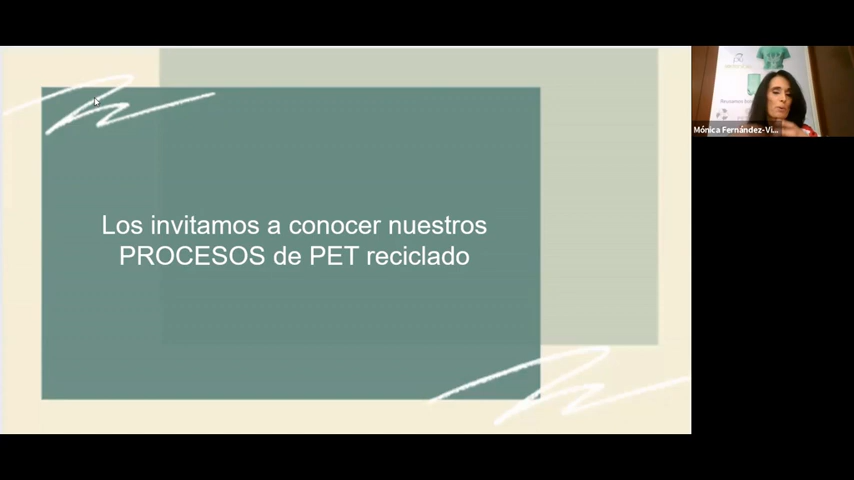 Los invitamos a conocer nuestros
PROCESOS de PET reciclado
Mónica Fernández-Vi...